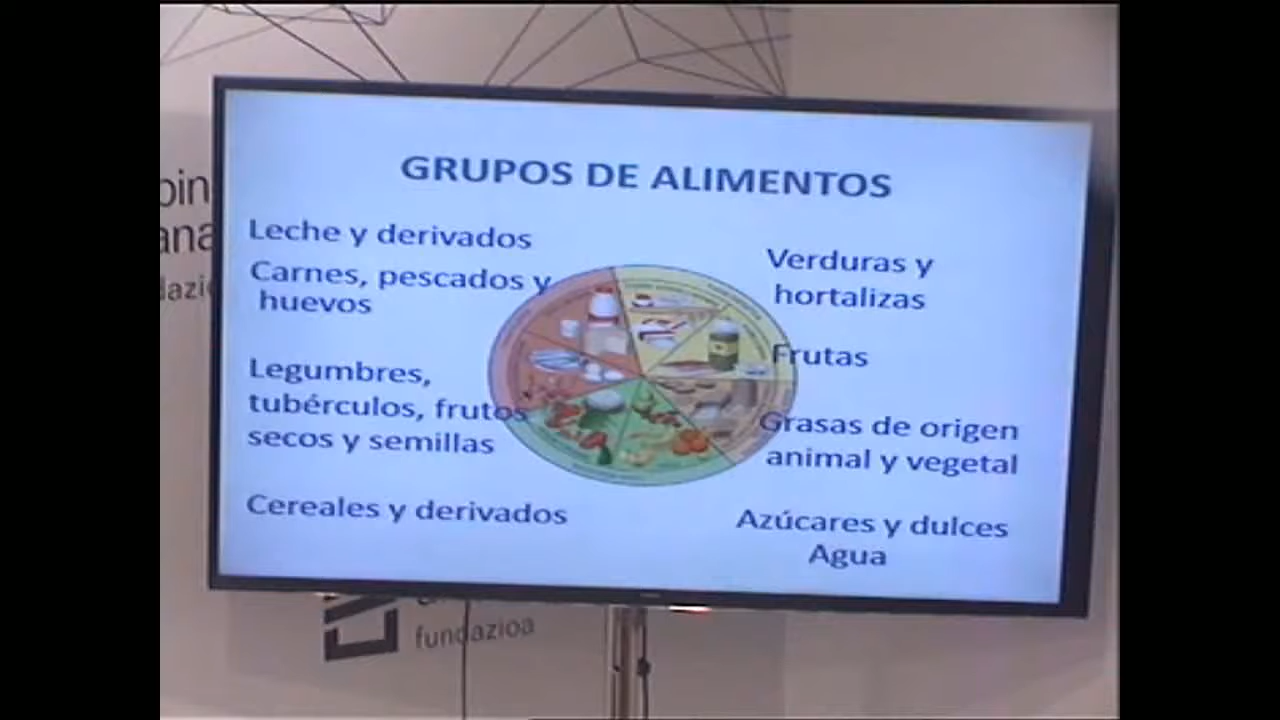 GRUPOS DE ALIMENTOS
Leche y derivados
Carnes, pescados y
huevos
Legumbres,
tubérculos, frutos
secos y semillas
Cereales y derivados
Verduras y
hortalizas
Frutas
Grasas de origen
animal y vegetal
Azúcares y dulces
Agua
fundazioa